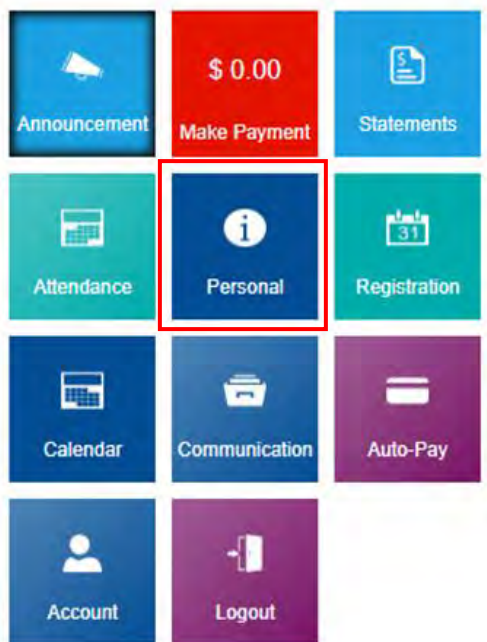 $ 0.00
Announcement
Make Payment
$
Statements
Attendance
i
Personal
31
Registration
Calendar
Communication
Auto-Pay
Account
Logout